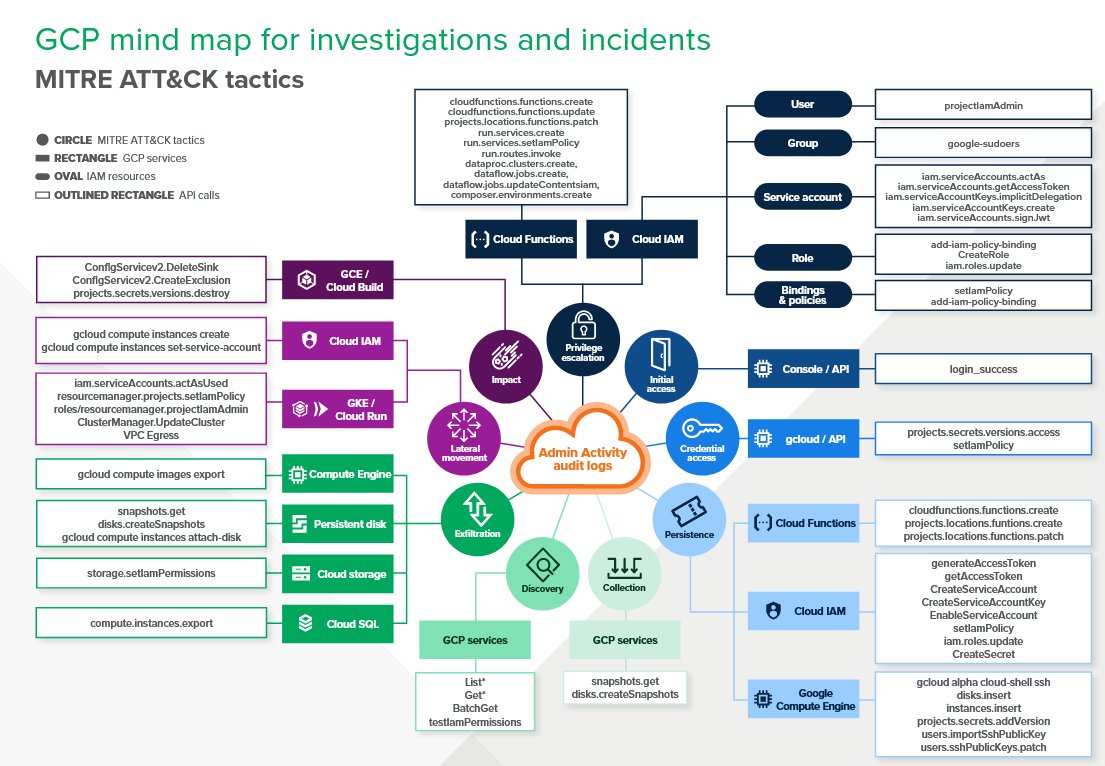 GCP mind map for investigations and incidents
MITRE ATT&CK tactics
CIRCLE MITRE ATT&CK tactics
RECTANGLE GCP services
OVAL IAM resources
OUTLINED RECTANGLE API calls
cloudfunctions.functions.create
cloudfunctions.functions.update
projects.locations.functions.patch
run.services.create
run.services.setIamPolicy
run.routes.invoke
dataproc.clusters.create,
dataflow.jobs.create,
dataflow.jobs.updateContentsiam,
composer.environments.create
Cloud Functions
Cloud IAM
User
projectIamAdmin
Group
google-sudoers
Service account
iam.serviceAccounts.actAs
iam.serviceAccounts.getAccessToken
iam.serviceAccountKeys.implicitDelegation
iam.serviceAccountKeys.create
iam.serviceAccounts.signJwt
Role
add-iam-policy-binding
CreateRole
iam.roles.update
Bindings
& policies
setIamPolicy
add-iam-policy-binding
ConfIgServicev2.DeleteSink
ConfIgServicev2.CreateExclusion
projects.secrets.versions.destroy
GCE /
Cloud Build
gcloud compute instances create
gcloud compute instances set-service-account
Cloud IAM
iam.serviceAccounts.actAsUsed
resourcemanager.projects.setIamPolicy
roles/resourcemanager.projectIamAdmin
ClusterManager.UpdateCluster
VPC Egress
GKE /
Cloud Run
gcloud compute images export
Compute Engine
snapshots.get
disks.createSnapshots
gcloud compute instances attach-disk
Persistent disk
storage.setIamPermissions
Cloud storage
compute.instances.export
Cloud SQL
Impact
Privilege
escalation
Initial
access
Lateral
movement
Admin Activity
audit logs
Credential
access
Exfiltration
Persistence
Discovery
Collection
Console / API
login_success
gcloud / API
projects.secrets.versions.access
setIamPolicy
Cloud Functions
cloudfunctions.funtions.create
projects.locations.funtions.create
projects.locations.functions.patch
Cloud IAM
generateAccessToken
getAccessToken
CreateServiceAccount
CreateServiceAccountKey
EnableServiceAccount
setIamPolicy
iam.roles.update
CreateSecret
Google
Compute Engine
gcloud alpha cloud-shell ssh
disks.insert
instances.insert
projects.secrets.addVersion
users.importSshPublicKey
users.sshPublicKeys.patch
GCP services
List*
Get*
BatchGet
testIamPermissions
GCP services
snapshots.get
disks.createSnapshots